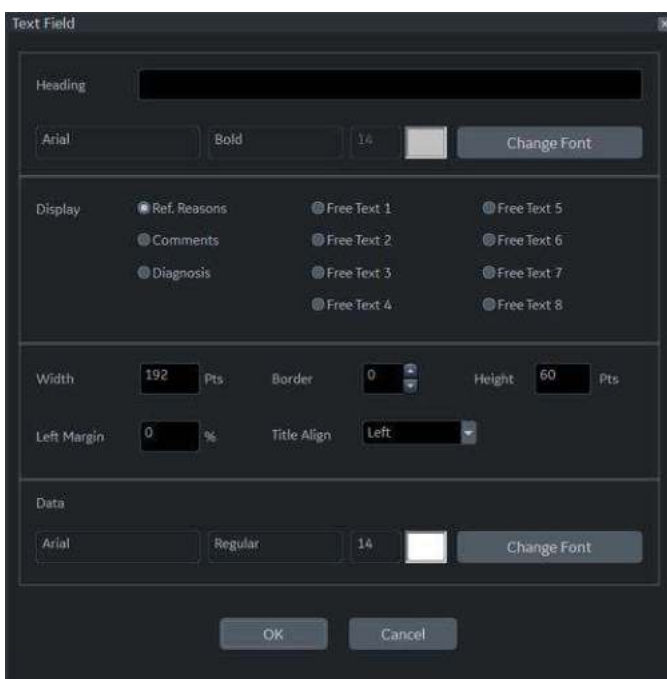 Text Field
Heading
Arial Bold 14 Change Font
Display Ref. Reasons Free Text 1 Free Text 5
Comments Free Text 2 Free Text 6
Diagnosis Free Text 3 Free Text 7
Free Text 4 Free Text 8
Width 192 Pts Border 0 Height 60 Pts
Left Margin 0 % Title Align Left
Data
Arial Regular 14 Change Font
OK Cancel